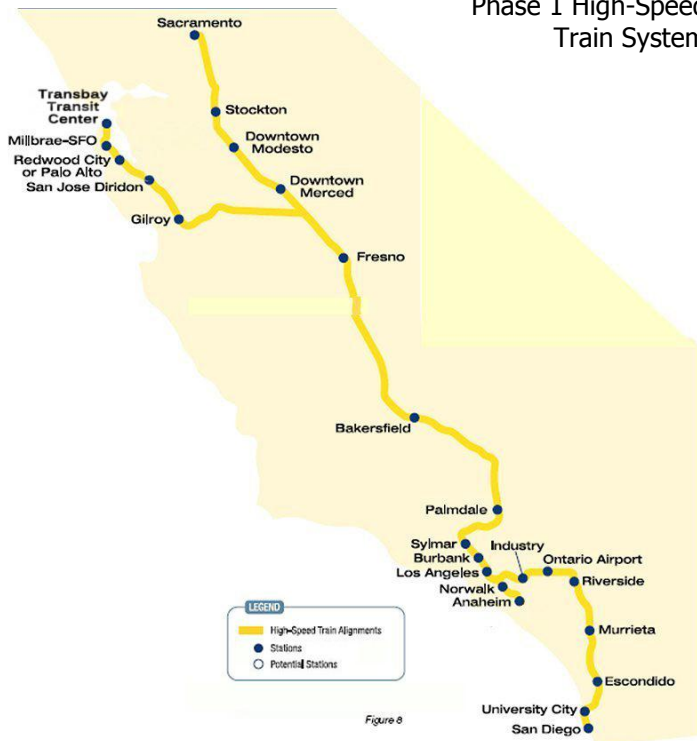 Phase 1 High-Speed
Train System
Sacramento
Transbay
Transit
Center
Stockton
Millbrae-SFO
Downtown
Modesto
Redwood City
or Palo Alto
San Jose Diridon
Downtown
Merced
Gilroy
Fresno
Bakersfield
Palmdale
Sylmar
Industry
Burbank
Ontario Airport
Los Angeles
Riverside
Norwalk
Anaheim
LEGEND
High-Speed Train Alignments
Stations
Potential Stations
Murrieta
Escondido
University City
Figure 8
San Diego